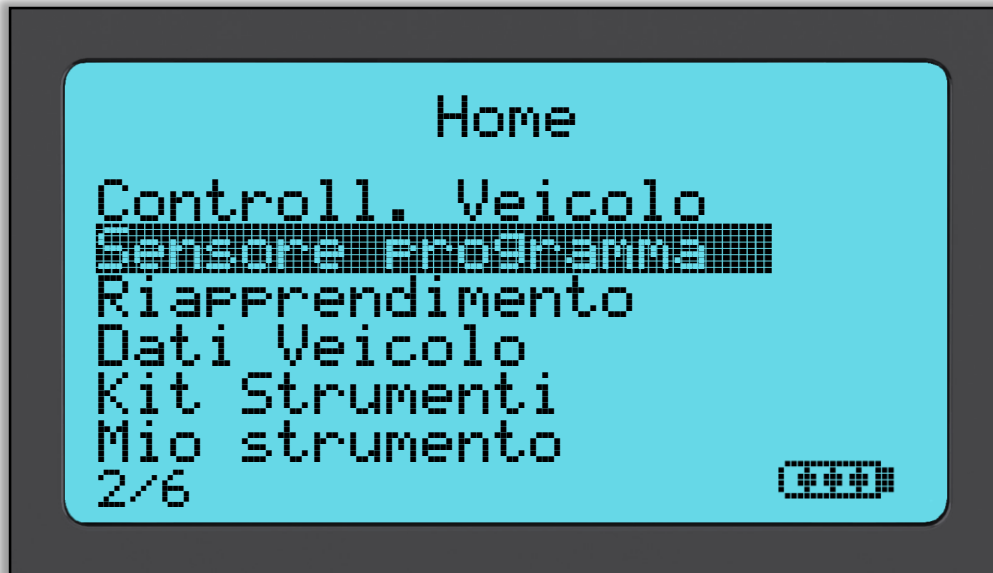 Home
Controll. Veicolo
Sensore programma
Riapprendimento
Dati Veicolo
Kit Strumenti
Mio strumento
2/6